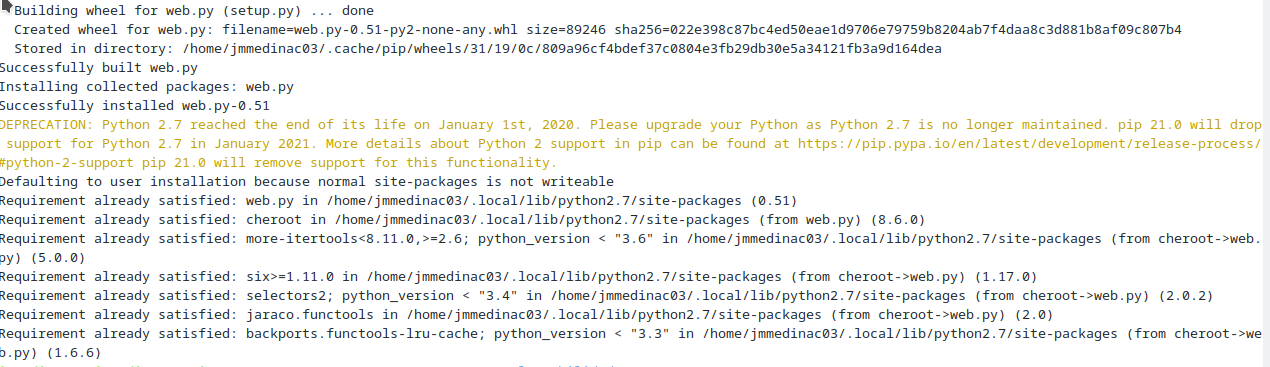 Building wheel for web.py (setup.py) ... done
Created wheel for web.py: filename=web.py-0.51-py2-none-any.whl size=89246 sha256=022e398c87bc4ed50eae1d9706e79759b8204ab7f4daa8c3d881b8af09c807b4
Stored in directory: /home/jmmedinac03/.cache/pip/wheels/31/19/0c/809a96cf4bdef37c0804e3fb29db30e5a34121fb3a9d164dea
Successfully built web.py
Installing collected packages: web.py
Successfully installed web.py-0.51
DEPRECATION: Python 2.7 reached the end of its life on January 1st, 2020. Please upgrade your Python as Python 2.7 is no longer maintained. pip 21.0 will drop
support for Python 2.7 in January 2021. More details about Python 2 support in pip can be found at https://pip.pypa.io/en/latest/development/release-process/
#python-2-support pip 21.0 will remove support for this functionality.
Defaulting to user installation because normal site-packages is not writeable
Requirement already satisfied: web.py in /home/jmmedinac03/.local/lib/python2.7/site-packages (0.51)
Requirement already satisfied: cheroot in /home/jmmedinac03/.local/lib/python2.7/site-packages (from web.py) (8.6.0)
Requirement already satisfied: more-itertools<8.11.0,>=2.6; python_version < "3.6" in /home/jmmedinac03/.local/lib/python2.7/site-packages (from cheroot->web.
py) (5.0.0)
Requirement already satisfied: six>=1.11.0 in /home/jmmedinac03/.local/lib/python2.7/site-packages (from cheroot->web.py) (1.17.0)
Requirement already satisfied: selectors2; python_version < "3.4" in /home/jmmedinac03/.local/lib/python2.7/site-packages (from cheroot->web.py) (2.0.2)
Requirement already satisfied: jaraco.functools in /home/jmmedinac03/.local/lib/python2.7/site-packages (from cheroot->web.py) (2.0)
Requirement already satisfied: backports.functools-lru-cache; python_version < "3.3" in /home/jmmedinac03/.local/lib/python2.7/site-packages (from cheroot->we
b.py) (1.6.6)